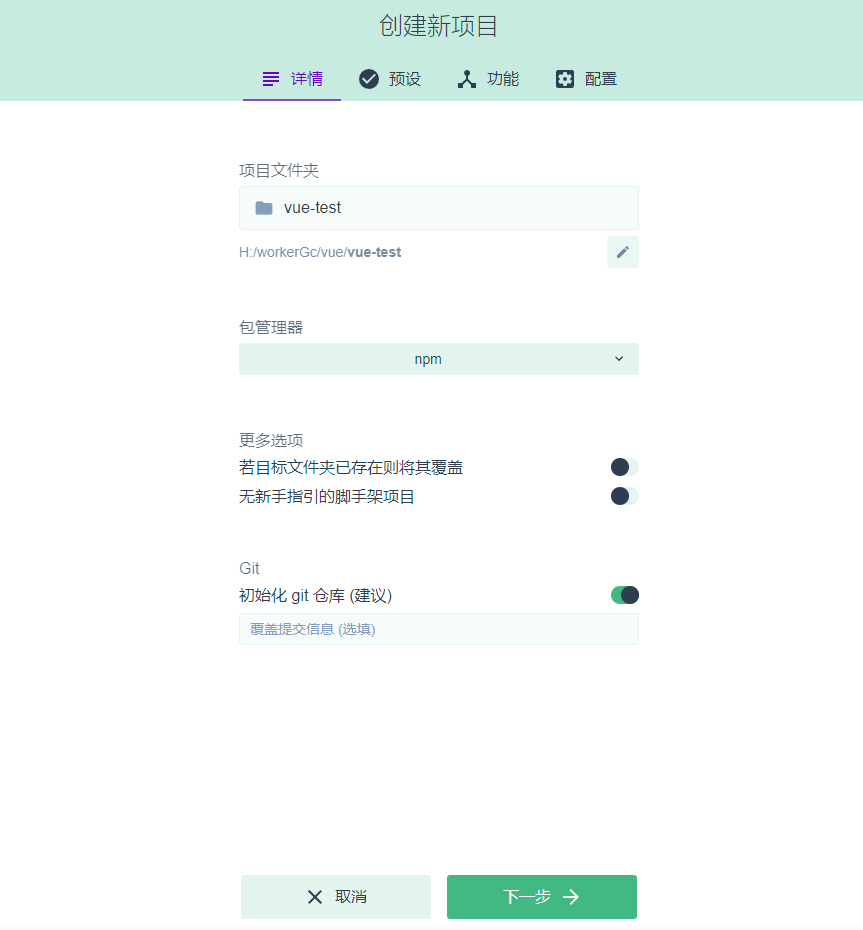 创建新项目
详情 预设 功能 配置
项目文件夹
vue-test
H:/workerGc/vue/vue-test
包管理器
npm
更多选项
若目标文件夹已存在则将其覆盖
无新手指引的脚手架项目
Git
初始化 git 仓库 (建议)
覆盖提交信息 (选填)
取消 下一步